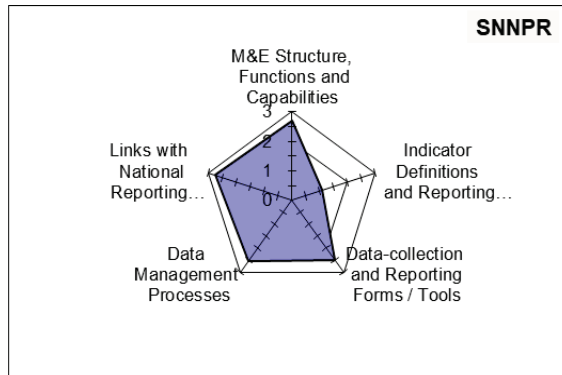 SNNPR
M&E Structure,
Functions and
Capabilities
3
2
1
0
Indicator
Definitions
and Reporting...
Data-collection
and Reporting
Forms / Tools
Data
Management
Processes
Links with
National
Reporting...